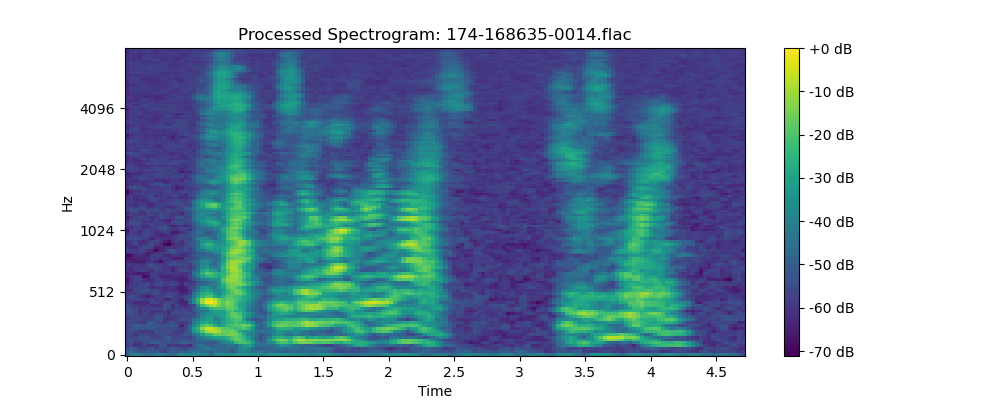 Processed Spectrogram: 174-168635-0014.flac
Hz
4096
2048
1024
512
0
0 0.5 1 1.5 2 2.5 3 3.5 4 4.5
Time
+0 dB
-10 dB
-20 dB
-30 dB
-40 dB
-50 dB
-60 dB
-70 dB